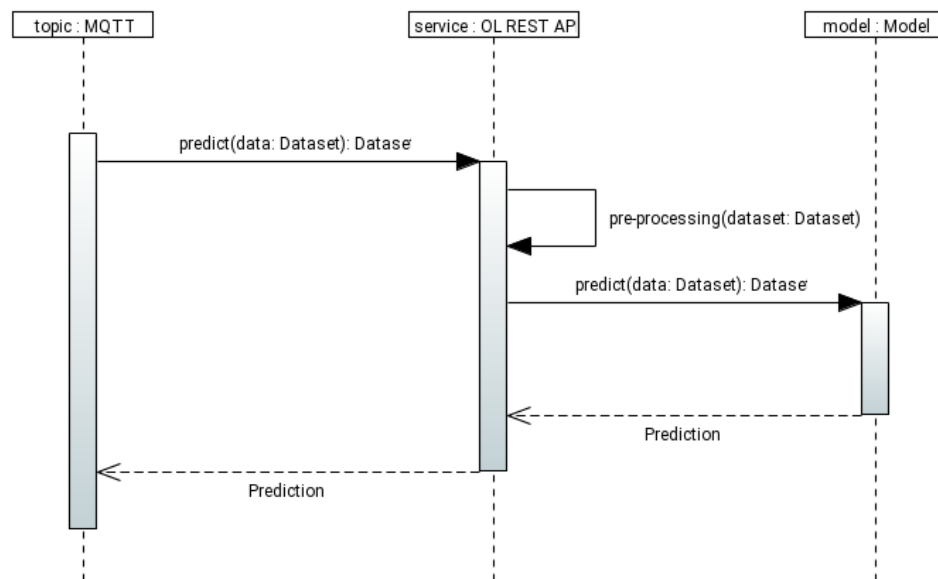 topic : MQTT
service : OL REST AP
model : Model
predict(data: Dataset): Datase
pre-processing(dataset: Dataset)
predict(data: Dataset): Datase
Prediction
Prediction